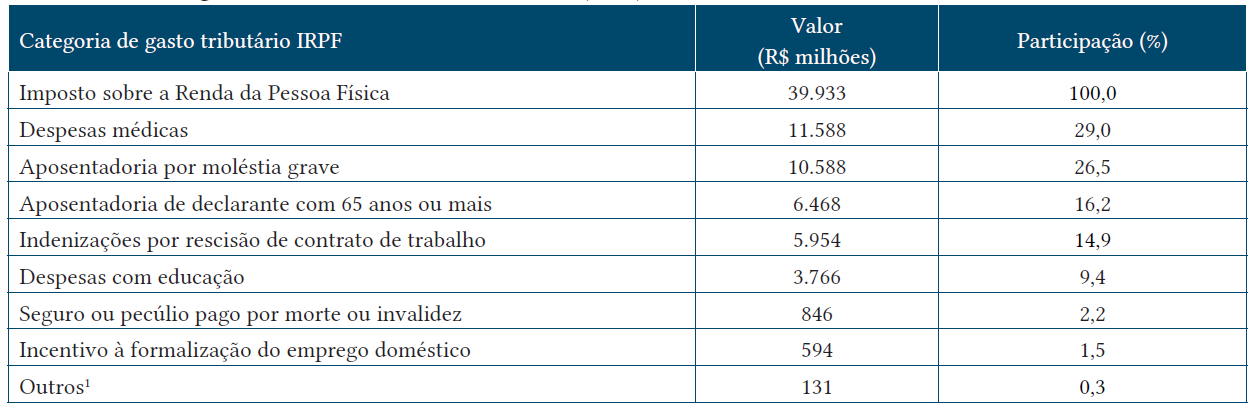 Categoria de gasto tributário IRPF Valor (R$ milhões) Participação (%)
Imposto sobre a Renda da Pessoa Física 39.933 100,0
Despesas médicas 11.588 29,0
Aposentadoria por moléstia grave 10.588 26,5
Aposentadoria de declarante com 65 anos ou mais 6.468 16,2
Indenizações por rescisão de contrato de trabalho 5.954 14,9
Despesas com educação 3.766 9,4
Seguro ou pecúlio pago por morte ou invalidez 846 2,2
Incentivo à formalização do emprego doméstico 594 1,5
Outros¹ 131 0,3